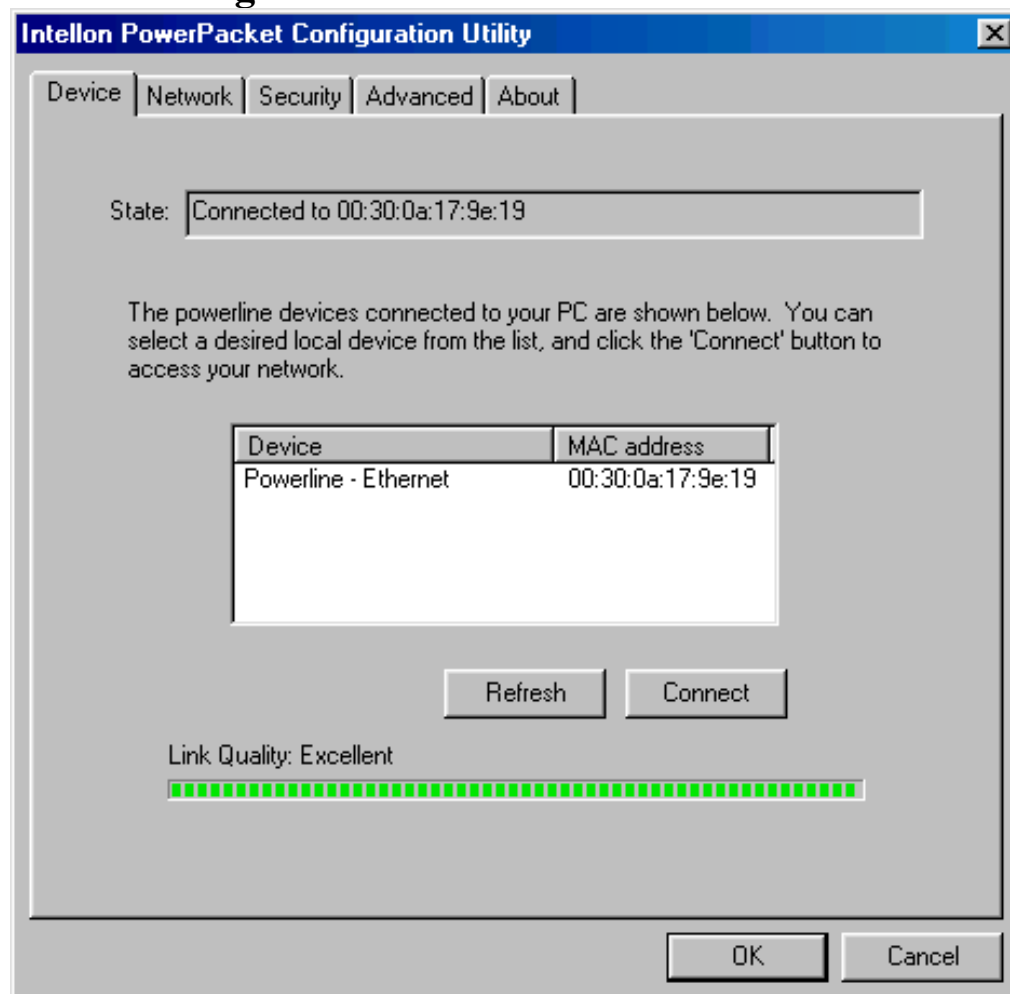 Intellon PowerPacket Configuration Utility
Device Network Security Advanced About
State: Connected to 00:30:0a:17:9e:19
The powerline devices connected to your PC are shown below. You can
select a desired local device from the list, and click the 'Connect' button to
access your network.
Device MAC address
Powerline - Ethernet 00:30:0a:17:9e:19
Refresh Connect
Link Quality: Excellent
OK Cancel